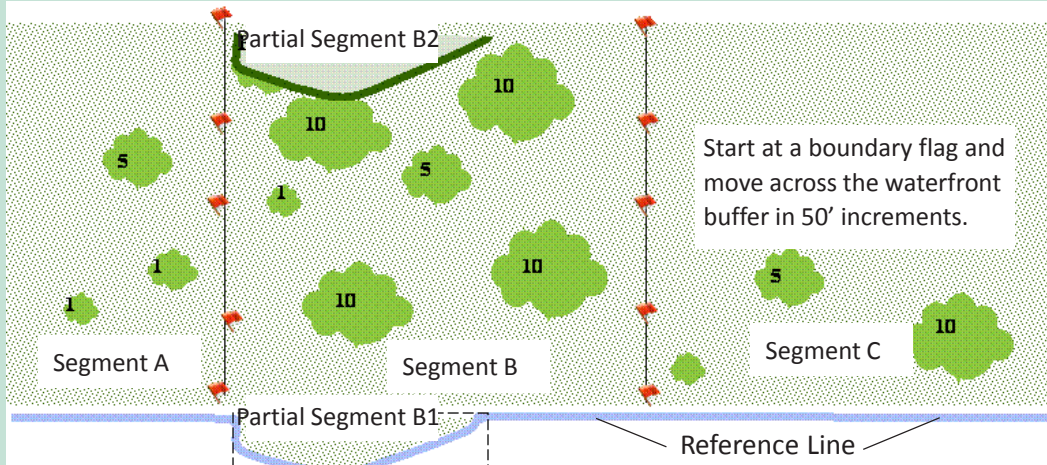 Partial Segment B2
1
10
10
5
5
1
1
1
10
10
5
10
Start at a boundary flag and
move across the waterfront
buffer in 50’ increments.
Segment A
Segment B
Segment C
Partial Segment B1
Reference Line